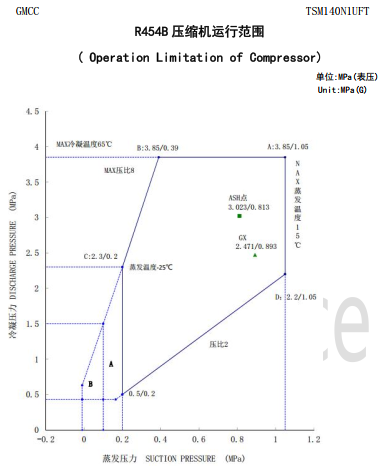 GMCC TSM140N1UFT
R454B 压缩机运行范围
( Operation Limitation of Compressor)
单位:MPa(表压)
Unit:MPa(G)
4.5
MAX冷凝温度65℃
B:3.85/0.39
A:3.85/1.05
4
MAX压比8
NAX蒸发温度15℃
3.5
ASH点
3.023/0.813
3
GX
2.471/0.893
2.5
C:2.3/0.2
蒸发温度-25℃
D:2.2/1.05
2
1.5
压比2
1
A
B
0.5/0.2
0.5
0
-0.2 0 0.2 0.4 0.6 0.8 1 1.2
冷凝压力 DISCHARGE PRESSURE (MPa)
蒸发压力 SUCTION PRESSURE (MPa)